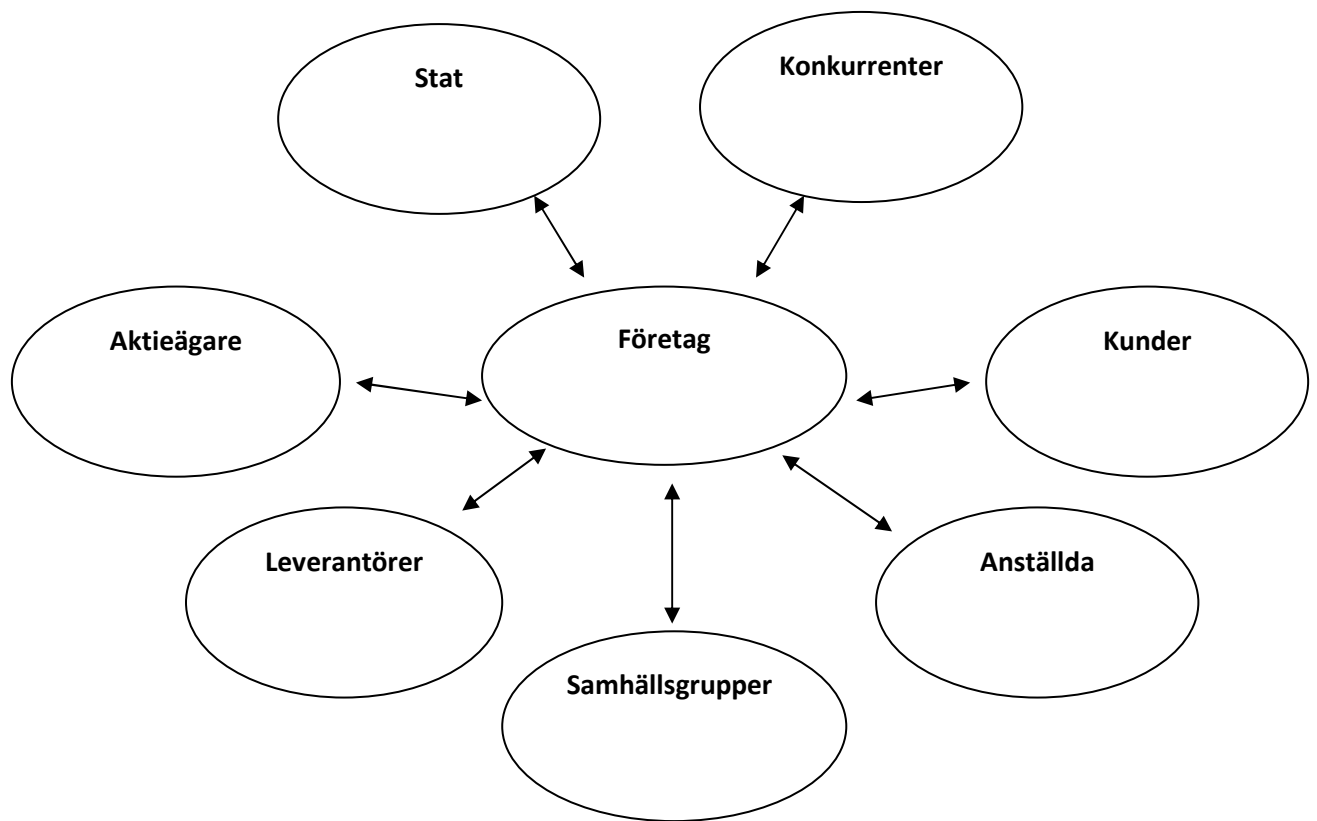 Stat
Konkurrenter
Aktieägare
Företag
Kunder
Leverantörer
Anställda
Samhällsgrupper